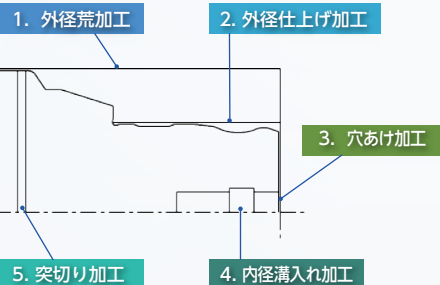 1. 外径荒加工
2. 外径仕上げ加工
3. 穴あけ加工
5. 突切り加工
4. 内径溝入れ加工